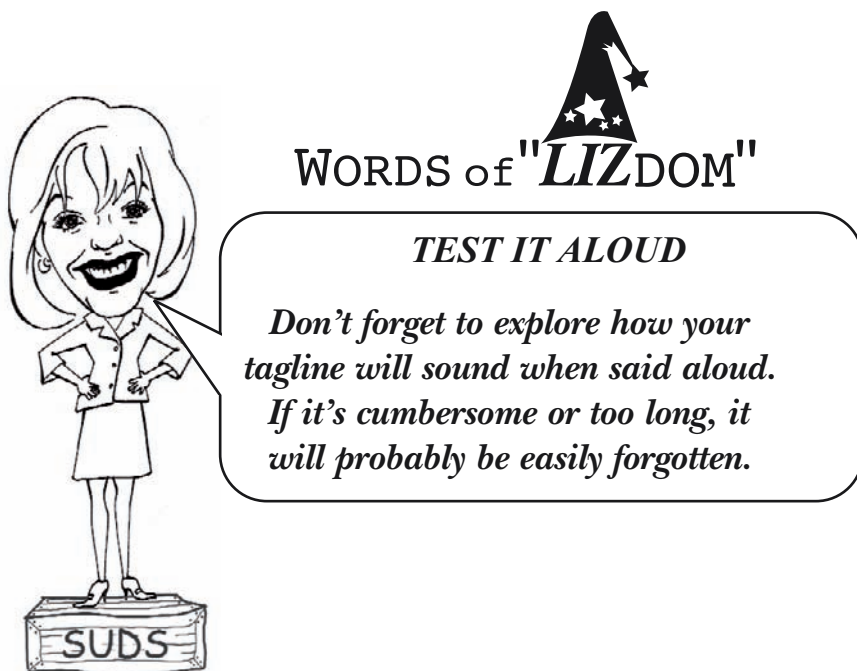 WORDS of "LIZDOM"
TEST IT ALOUD
Don’t forget to explore how your
tagline will sound when said aloud.
If it’s cumbersome or too long, it
will probably be easily forgotten.
SUDS